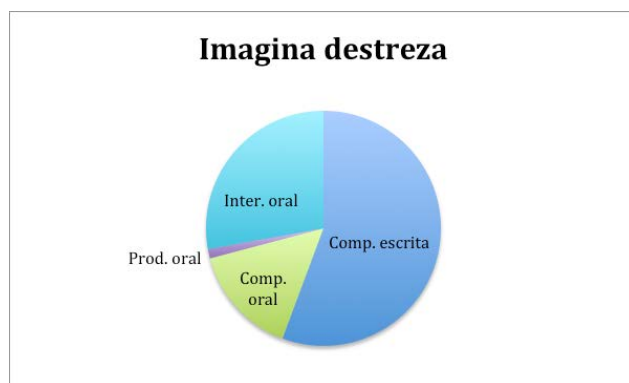 Imagina destreza
Inter. oral
Comp. escrita
Prod. oral
Comp.
oral